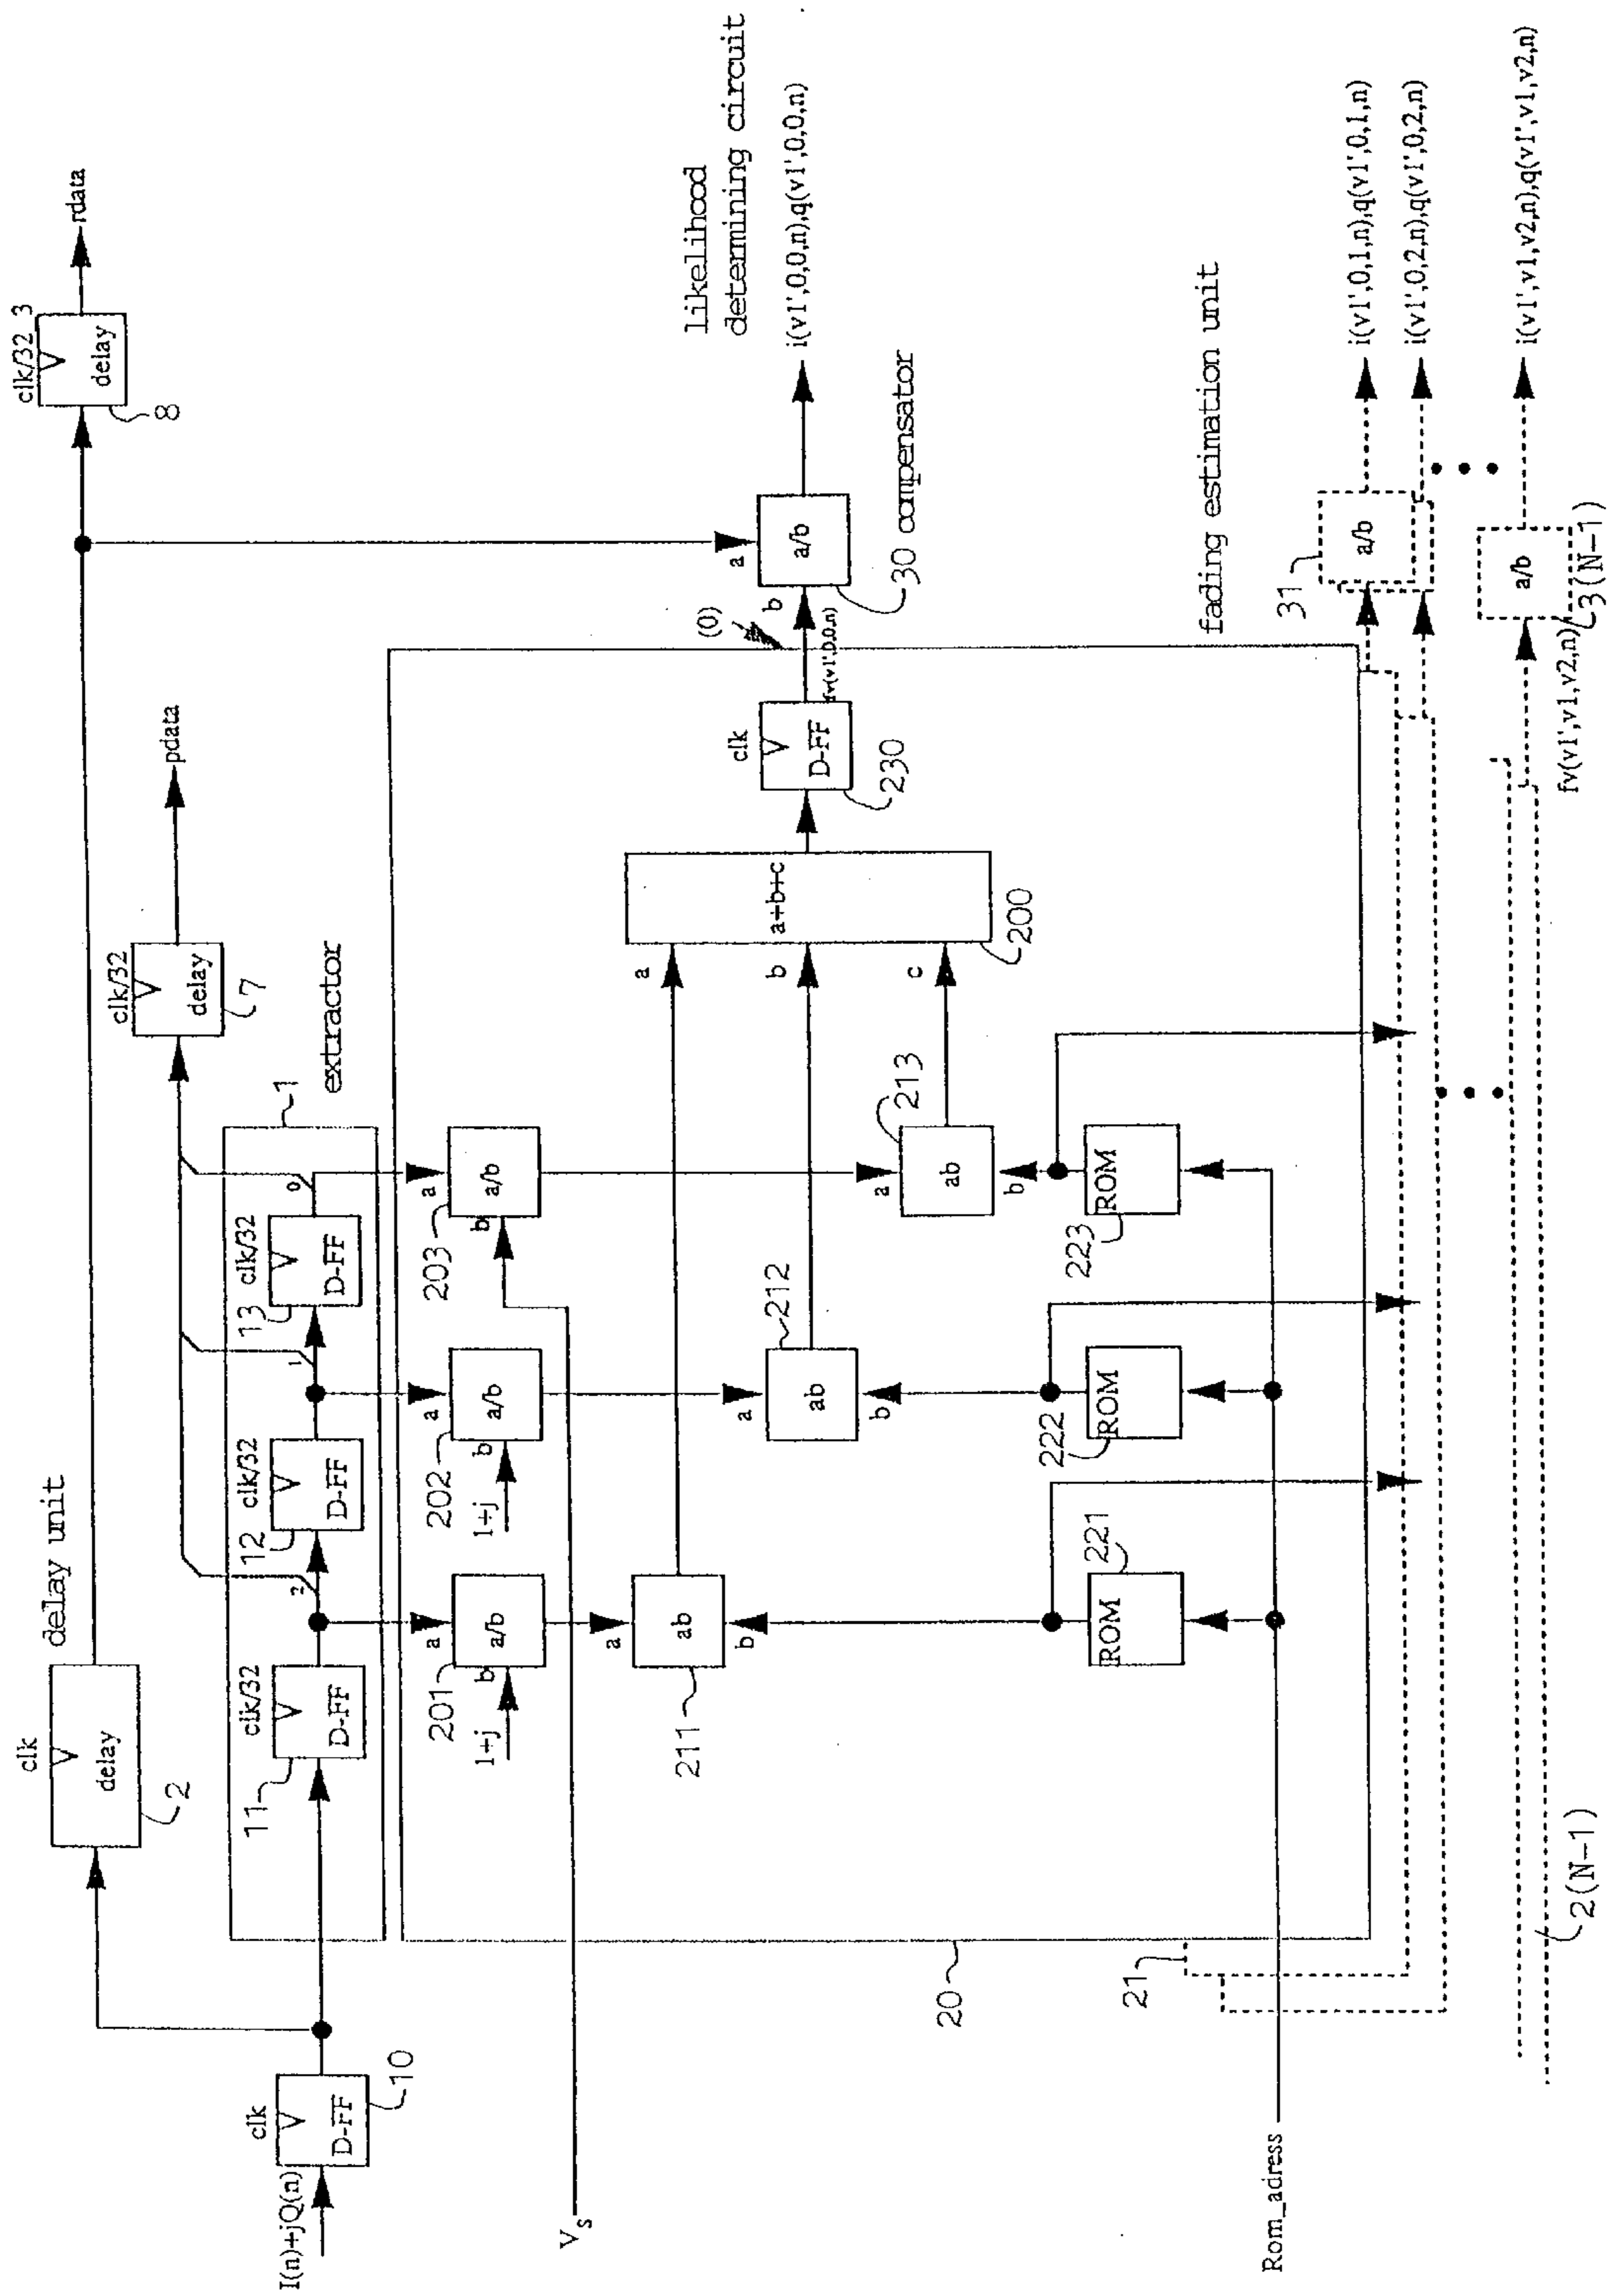 clk/32 3
delay
8
rdata
delay unit
clk
delay
2
clk/32
delay
7
pdata
extractor
1
I(n)+jQ(n)
clk
D-FF
10
clk/32
D-FF
11
2
clk/32
D-FF
12
1
clk/32
D-FF
13
0
a
a/b
b
201
1+j
a
a/b
b
202
1+j
a
a/b
b
203
Vs
a
ab
b
211
a
ab
b
212
a
ab
b
213
ROM
221
ROM
222
ROM
223
Rom_adress
a
b
c
a+b+c
200
clk
D-FF
230
fv(v1',0,0,n)
(0)
a
b
a/b
30 compensator
likelihood
determining circuit
i(v1',0,0,n),q(v1',0,0,n)
fading estimation unit
20
21
2(N-1)
31
a/b
i(v1',0,1,n),q(v1',0,1,n)
i(v1',0,2,n),q(v1',0,2,n)
a/b
3(N-1)
fv(v1',v1,v2,n)
i(v1',v1,v2,n),q(v1',v1,v2,n)